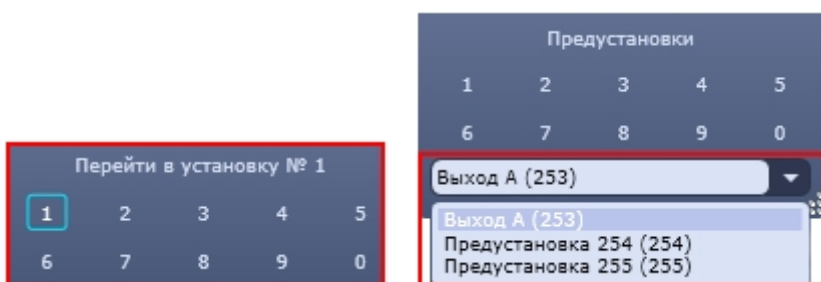 Перейти в установку № 1
1 2 3 4 5
6 7 8 9 0
Предустановки
1 2 3 4 5
6 7 8 9 0
Выход А (253)
Выход А (253)
Предустановка 254 (254)
Предустановка 255 (255)